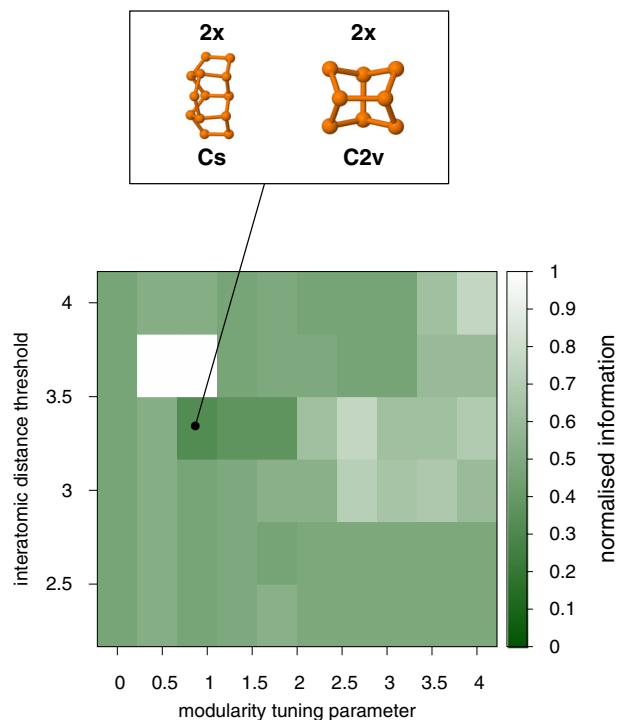 2x 2x
Cs C2v
interatomic distance threshold
4
3.5
3
2.5
0 0.5 1 1.5 2 2.5 3 3.5 4
modularity tuning parameter
1
0.9
0.8
0.7
0.6
0.5
0.4
0.3
0.2
0.1
0
normalised information